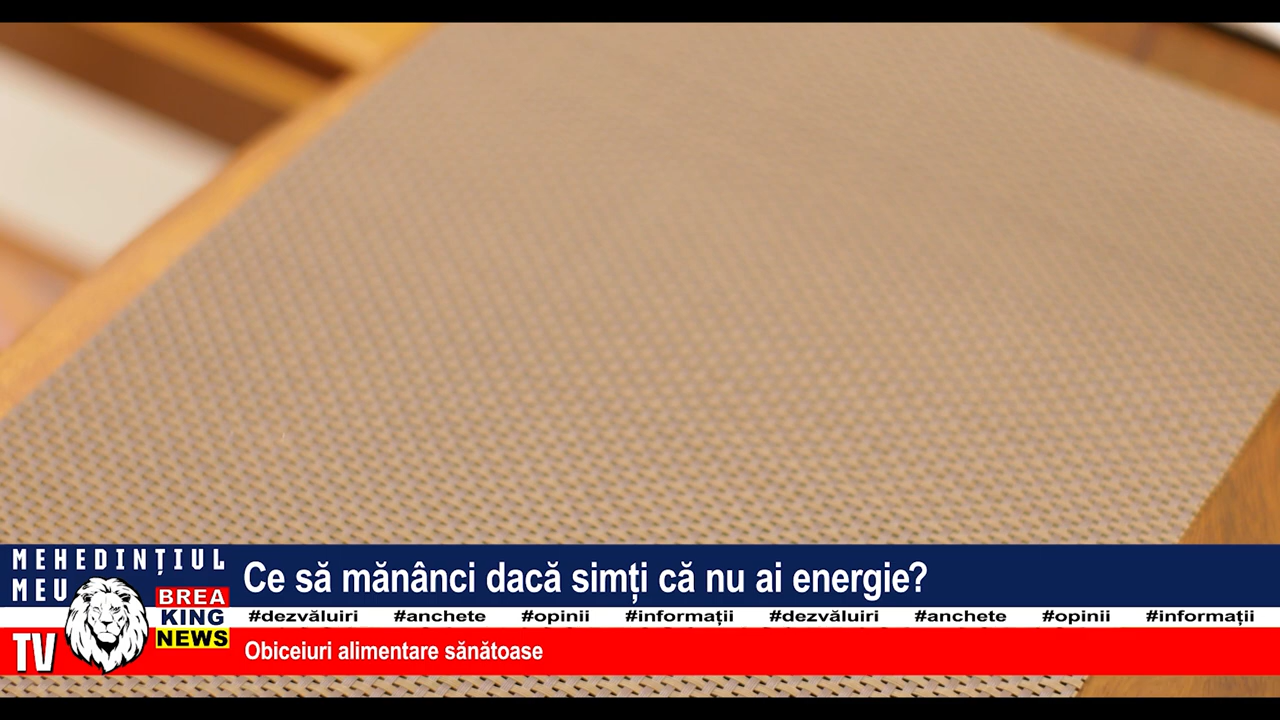 MEHEDINȚIUL
MEU
TV
BREA
KING
NEWS
Ce să mănânci dacă simți că nu ai energie?
#dezvăluiri #anchete #opinii #informații #dezvăluiri #anchete #opinii #informații
Obiceiuri alimentare sănătoase